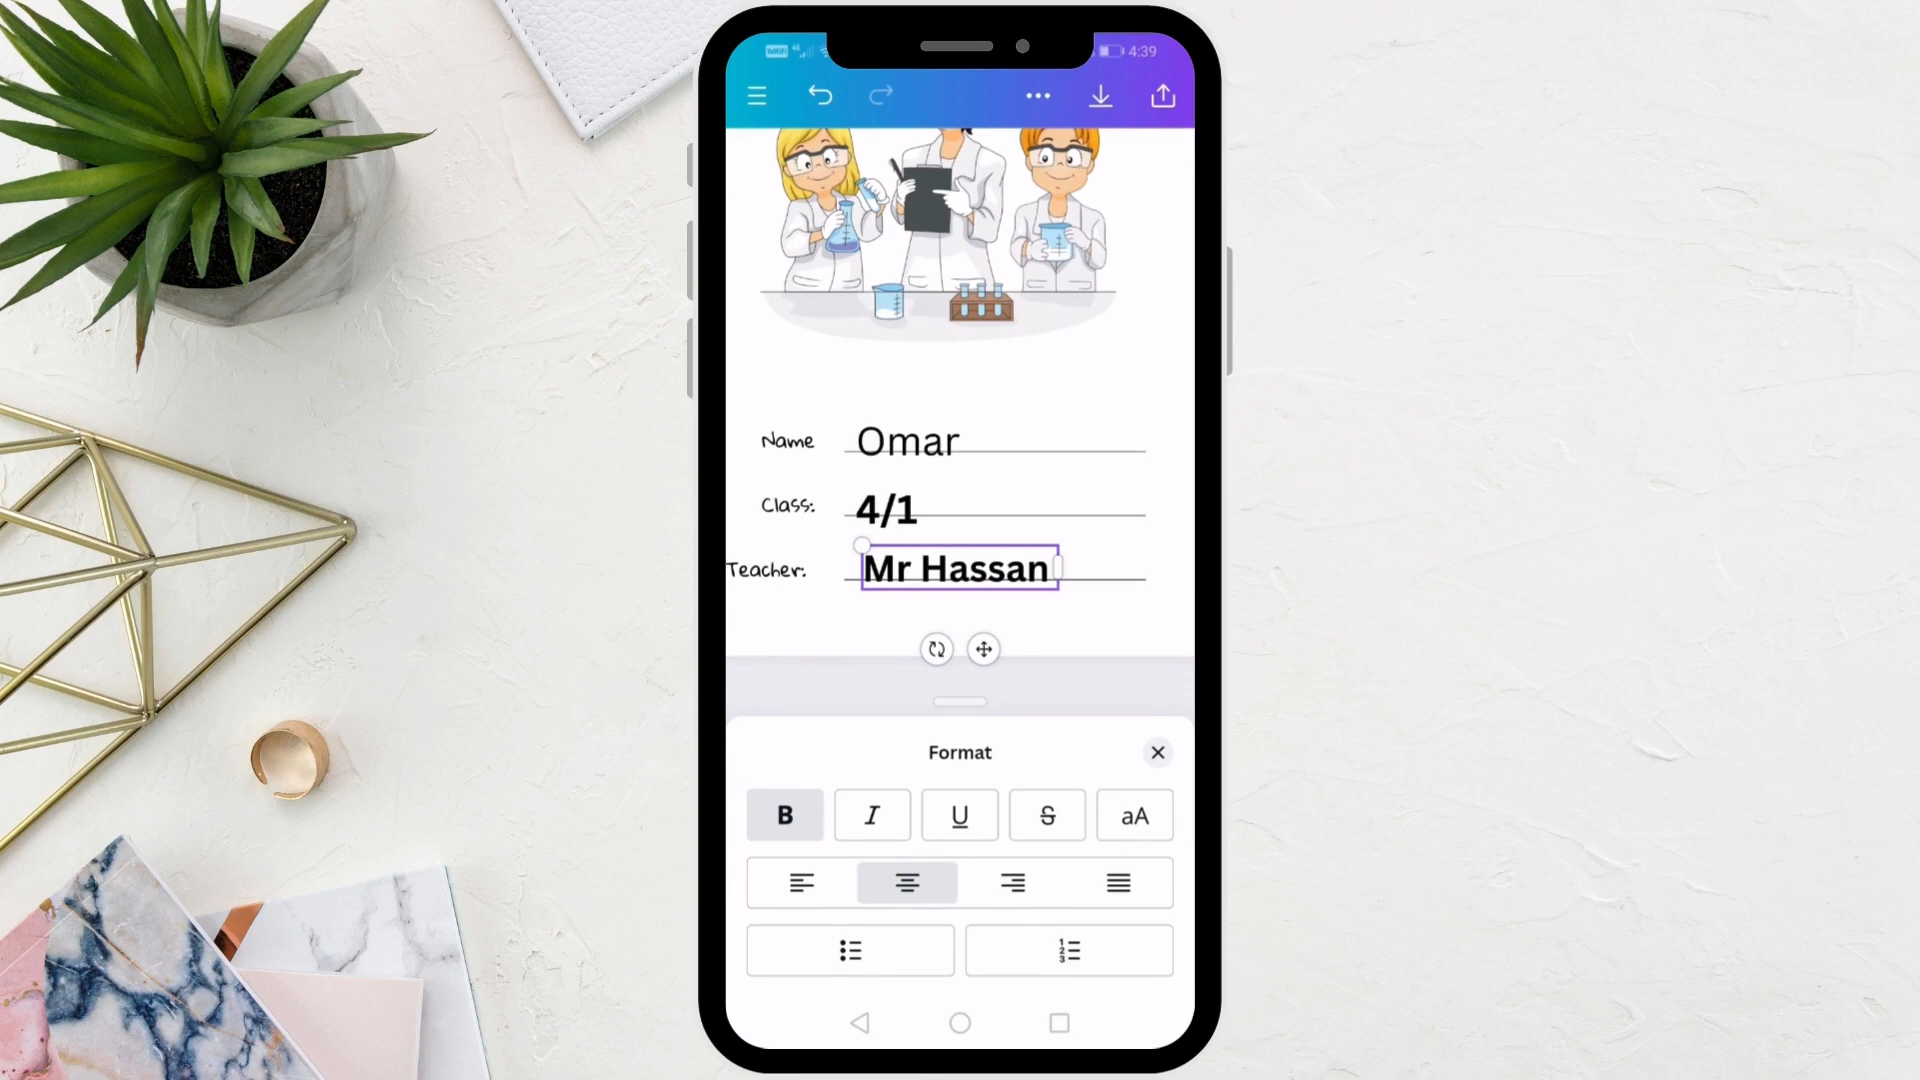 4:39
Name Omar
Class: 4/1
Teacher: Mr Hassan
Format
B I U S aA